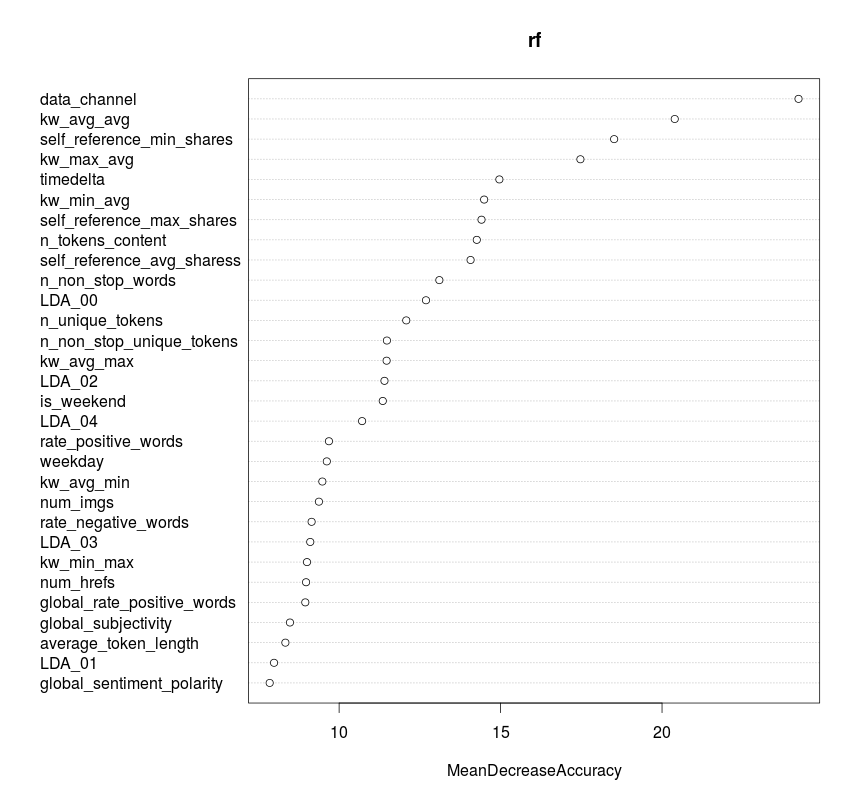 rf
data_channel
kw_avg_avg
self_reference_min_shares
kw_max_avg
timedelta
kw_min_avg
self_reference_max_shares
n_tokens_content
self_reference_avg_sharess
n_non_stop_words
LDA_00
n_unique_tokens
n_non_stop_unique_tokens
kw_avg_max
LDA_02
is_weekend
LDA_04
rate_positive_words
weekday
kw_avg_min
num_imgs
rate_negative_words
LDA_03
kw_min_max
num_hrefs
global_rate_positive_words
global_subjectivity
average_token_length
LDA_01
global_sentiment_polarity
10 15 20
MeanDecreaseAccuracy